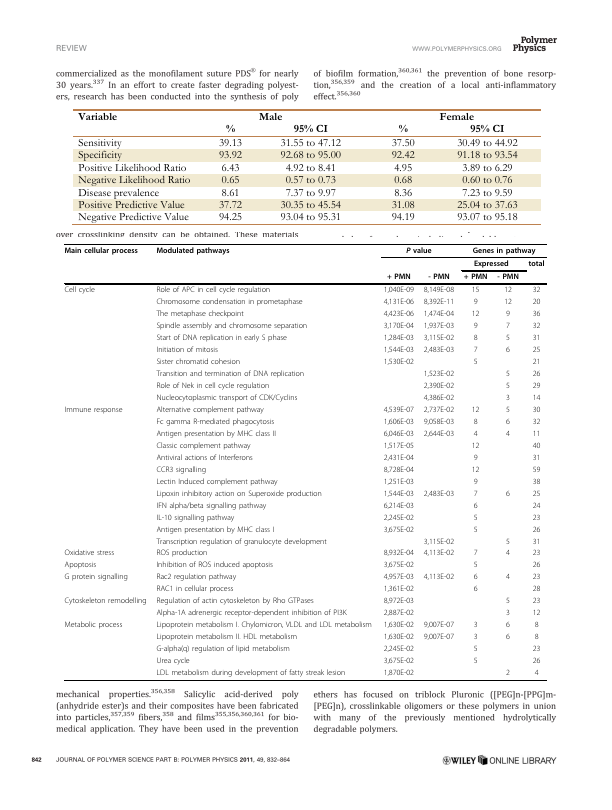 REVIEW
WWW.POLYMERPHYSICS.ORG
Polymer
Physics
commercialized as the monofilament suture PDS® for nearly
30 years.337 In an effort to create faster degrading polyest-
ers, research has been conducted into the synthesis of poly
of biofilm formation,360,361 the prevention of bone resorp-
tion,356,359 and the creation of a local anti-inflammatory
effect.356,360
Variable Male Female
% 95% CI % 95% CI
Sensitivity 39.13 31.55 to 47.12 37.50 30.49 to 44.92
Specificity 93.92 92.68 to 95.00 92.42 91.18 to 93.54
Positive Likelihood Ratio 6.43 4.92 to 8.41 4.95 3.89 to 6.29
Negative Likelihood Ratio 0.65 0.57 to 0.73 0.68 0.60 to 0.76
Disease prevalence 8.61 7.37 to 9.97 8.36 7.23 to 9.59
Positive Predictive Value 37.72 30.35 to 45.54 31.08 25.04 to 37.63
Negative Predictive Value 94.25 93.04 to 95.31 94.19 93.07 to 95.18
over crosslinking density can be obtained. These materials
Main cellular process Modulated pathways P value Genes in pathway
Expressed total
+ PMN - PMN + PMN - PMN
Cell cycle Role of APC in cell cycle regulation 1,040E-09 8,149E-08 15 12 32
Chromosome condensation in prometaphase 4,131E-06 8,392E-11 9 12 20
The metaphase checkpoint 4,423E-06 1,474E-04 12 9 36
Spindle assembly and chromosome separation 3,170E-04 1,937E-03 9 7 32
Start of DNA replication in early S phase 1,284E-03 3,115E-02 8 5 31
Initiation of mitosis 1,544E-03 2,483E-03 7 6 25
Sister chromatid cohesion 1,530E-02 5 21
Transition and termination of DNA replication 1,523E-02 5 26
Role of Nek in cell cycle regulation 2,390E-02 5 29
Nucleocytoplasmic transport of CDK/Cyclins 4,386E-02 3 14
Immune response Alternative complement pathway 4,539E-07 2,737E-02 12 5 30
Fc gamma R-mediated phagocytosis 1,606E-03 9,058E-03 8 6 32
Antigen presentation by MHC class II 6,046E-03 2,644E-03 4 4 11
Classic complement pathway 1,517E-05 12 40
Antiviral actions of Interferons 2,431E-04 9 31
CCR3 signalling 8,728E-04 12 59
Lectin Induced complement pathway 1,251E-03 9 38
Lipoxin inhibitory action on Superoxide production 1,544E-03 2,483E-03 7 6 25
IFN alpha/beta signalling pathway 6,214E-03 6 24
IL-10 signalling pathway 2,245E-02 5 23
Antigen presentation by MHC class I 3,675E-02 5 26
Transcription regulation of granulocyte development 3,115E-02 5 31
Oxidative stress ROS production 8,932E-04 4,113E-02 7 4 23
Apoptosis Inhibition of ROS induced apoptosis 3,675E-02 5 26
G protein signalling Rac2 regulation pathway 4,957E-03 4,113E-02 6 4 23
RAC1 in cellular process 1,361E-02 6 28
Cytoskeleton remodelling Regulation of actin cytoskeleton by Rho GTPases 8,972E-03 5 23
Alpha-1A adrenergic receptor-dependent inhibition of PI3K 2,887E-02 3 12
Metabolic process Lipoprotein metabolism I. Chylomicron, VLDL and LDL metabolism 1,630E-02 9,007E-07 3 6 8
Lipoprotein metabolism II. HDL metabolism 1,630E-02 9,007E-07 3 6 8
G-alpha(q) regulation of lipid metabolism 2,245E-02 5 23
Urea cycle 3,675E-02 5 26
LDL metabolism during development of fatty streak lesion 1,870E-02 2 4
mechanical properties.356,358 Salicylic acid-derived poly
(anhydride ester)s and their composites have been fabricated
into particles,357,359 fibers,358 and films355,356,360,361 for bio-
medical application. They have been used in the prevention
ethers has focused on triblock Pluronic ([PEG]n-[PPG]m-
[PEG]n), crosslinkable oligomers or these polymers in union
with many of the previously mentioned hydrolytically
degradable polymers.
842 JOURNAL OF POLYMER SCIENCE PART B: POLYMER PHYSICS 2011, 49, 832–864
WILEY ONLINE LIBRARY